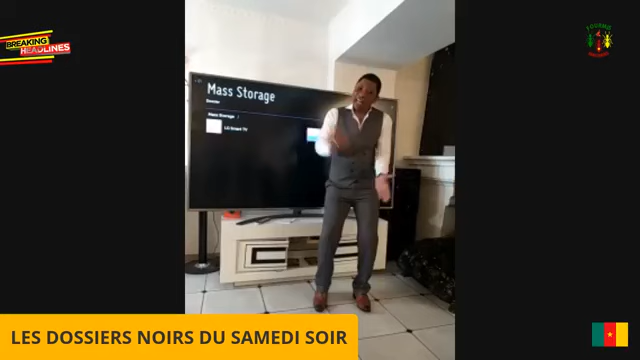 BREAKING
HEADLINES
Mass Storage
Mass Storage /
LG Smart TV
LES DOSSIERS NOIRS DU SAMEDI SOIR